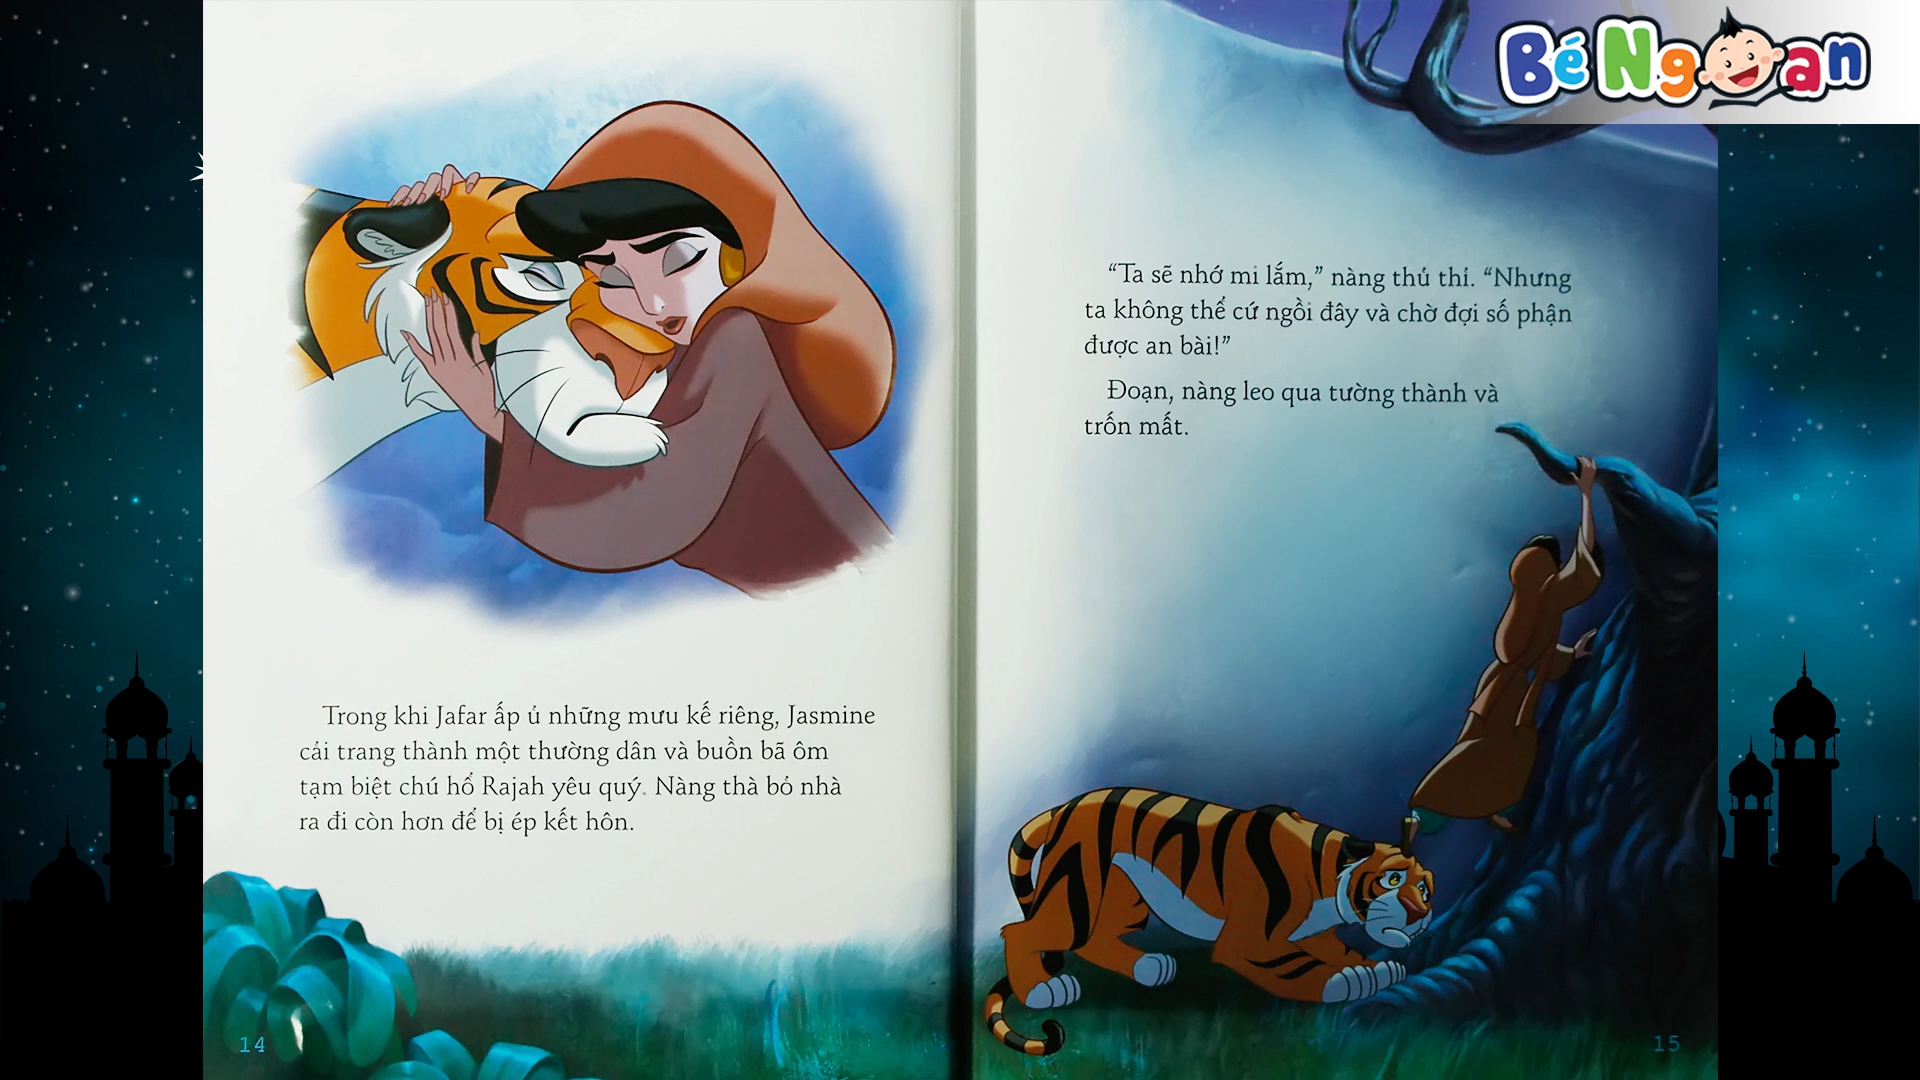 Bé Ngoan
Trong khi Jafar ấp ủ những mưu kế riêng, Jasmine
cải trang thành một thường dân và buồn bã ôm
tạm biệt chú hổ Rajah yêu quý. Nàng thà bỏ nhà
ra đi còn hơn để bị ép kết hôn.
14
“Ta sẽ nhớ mi lắm,” nàng thủ thỉ. “Nhưng
ta không thể cứ ngồi đây và chờ đợi số phận
được an bài!”
Đoạn, nàng leo qua tường thành và
trốn mất.
15